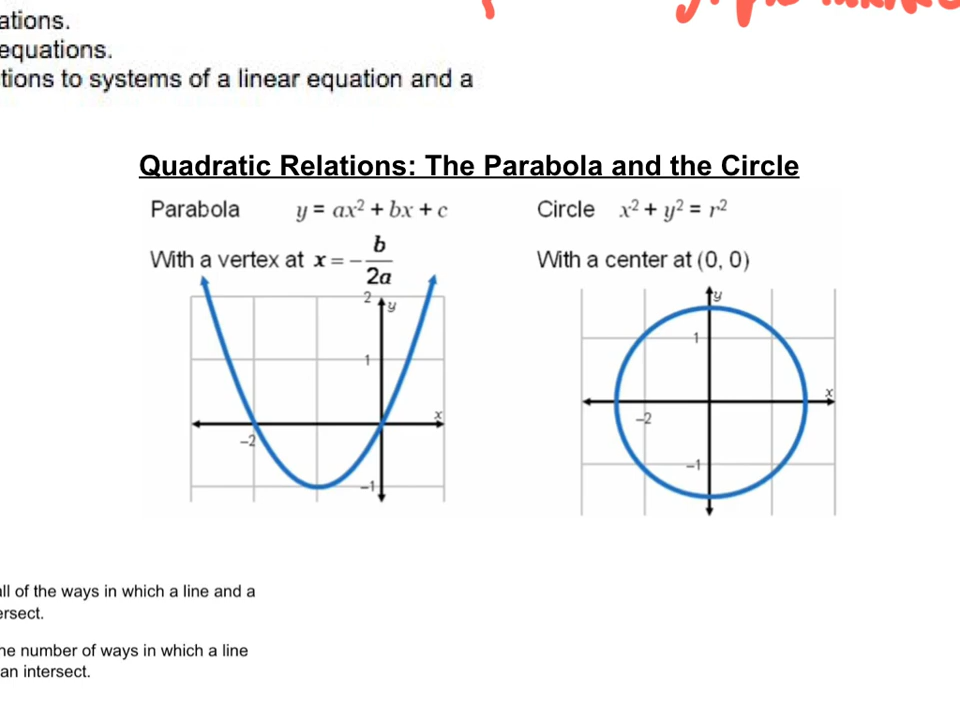 ations.
equations.
tions to systems of a linear equation and a
Quadratic Relations: The Parabola and the Circle
Parabola y = ax² + bx + c
With a vertex at x = -b/2a
Circle x² + y² = r²
With a center at (0, 0)
2 y
1
x
-2
-1
y
1
x
-2
-1
all of the ways in which a line and a
ersect.
he number of ways in which a line
an intersect.